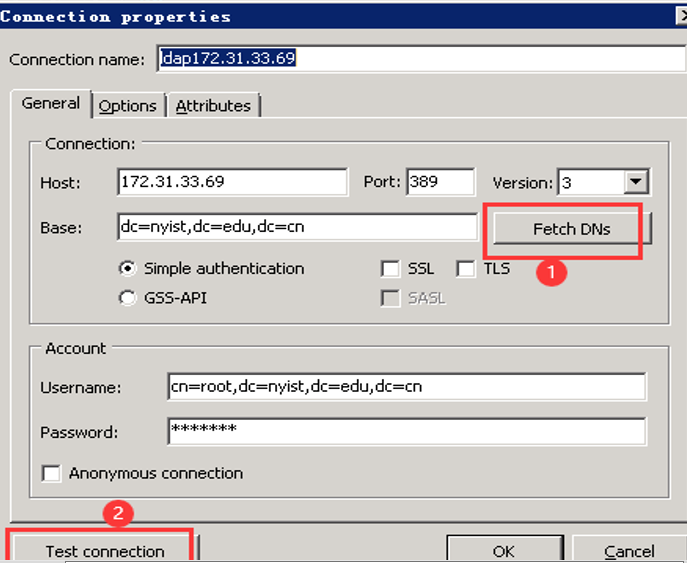 Connection properties
Connection name: ldap172.31.33.69
General Options Attributes
Connection:
Host: 172.31.33.69 Port: 389 Version: 3
Base: dc=nyist,dc=edu,dc=cn Fetch DNs
1
Simple authentication SSL TLS
GSS-API SASL
Account
Username: cn=root,dc=nyist,dc=edu,dc=cn
Password: *******
Anonymous connection
2
Test connection OK Cancel